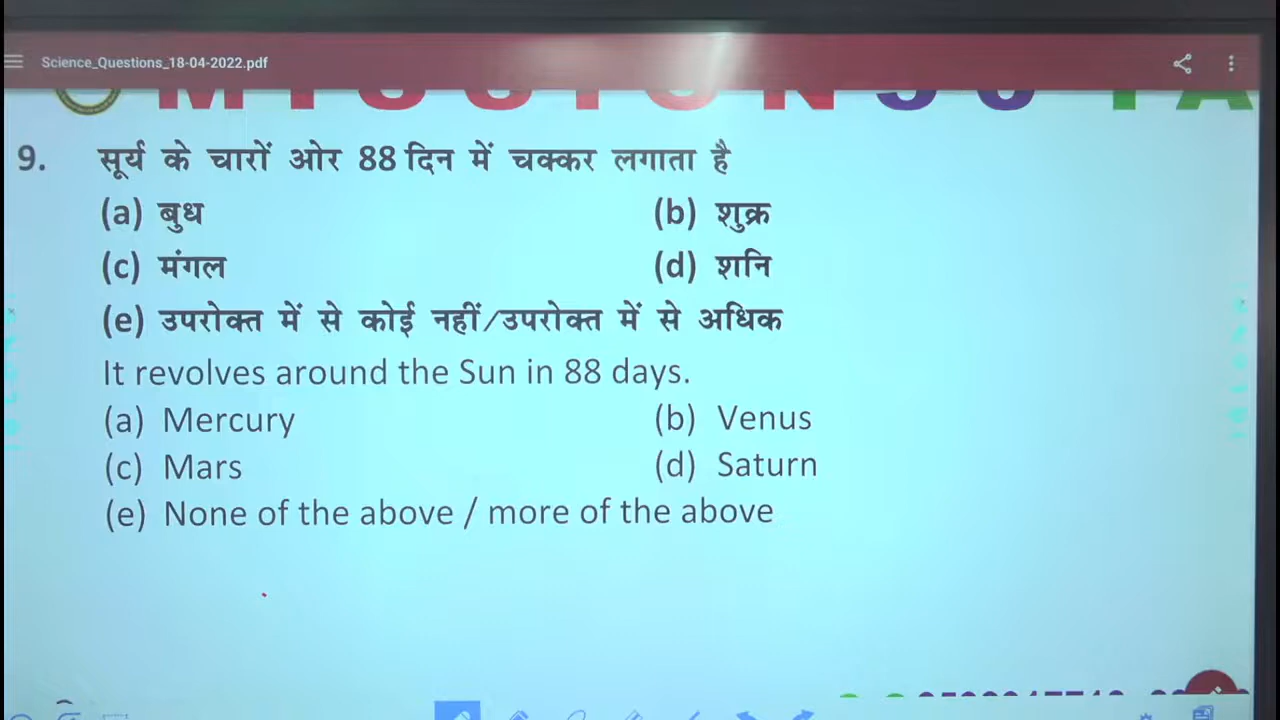 Science_Questions_18-04-2022.pdf
9. सूर्य के चारों ओर 88 दिन में चक्कर लगाता है
(a) बुध (b) शुक्र
(c) मंगल (d) शनि
(e) उपरोक्त में से कोई नहीं/उपरोक्त में से अधिक
It revolves around the Sun in 88 days.
(a) Mercury (b) Venus
(c) Mars (d) Saturn
(e) None of the above / more of the above